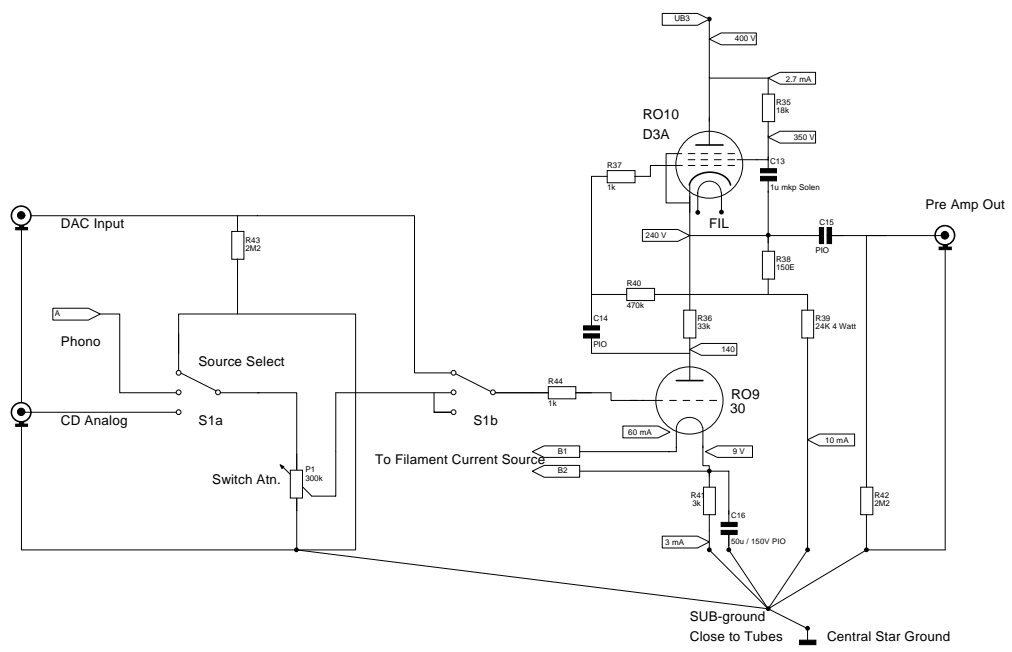 UB3
400 V
2.7 mA
R35
18k
RO10
D3A
350 V
C13
1u mkp Solen
R37
1k
FIL
DAC Input
R43
2M2
240 V
C15
PIO
Pre Amp Out
R38
150E
R40
470k
A
Phono
C14
PIO
R36
33k
R39
24K 4 Watt
140
Source Select
S1a
CD Analog
S1b
R44
1k
RO9
30
60 mA
9 V
10 mA
B1
To Filament Current Source
B2
Switch Atn.
P1
300k
R41
3k
C16
50u / 150V PIO
R42
2M2
3 mA
SUB-ground
Close to Tubes
Central Star Ground